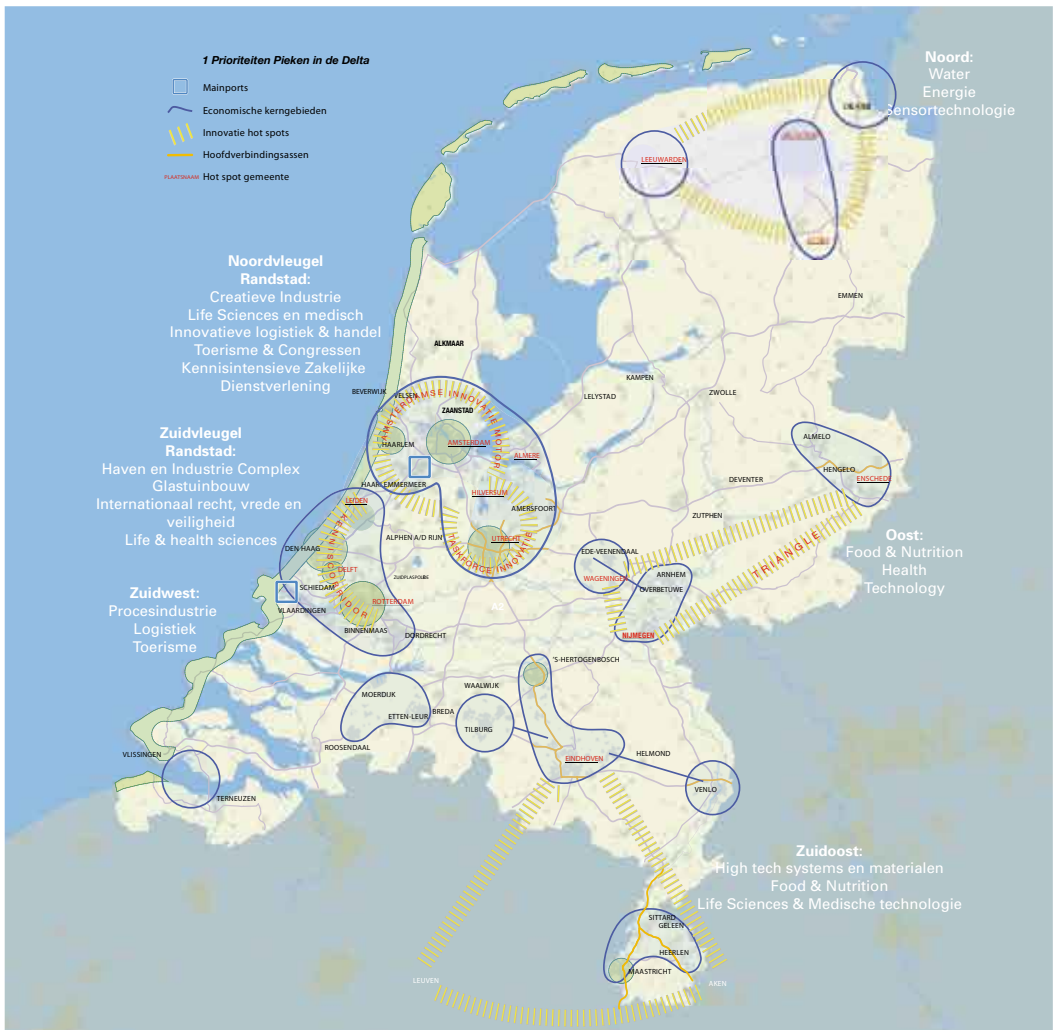 1 Prioriteiten Pieken in de Delta
Mainports
Economische kerngebieden
Innovatie hot spots
Hoofdverbindingsassen
PLAATSNAAM Hot spot gemeente
Noord:
Water
Energie
Sensortechnologie
LEEUWARDEN
Noordvleugel
Randstad:
Creatieve Industrie
Life Sciences en medisch
Innovatieve logistiek & handel
Toerisme & Congressen
Kennisintensieve Zakelijke
Dienstverlening
EMMEN
ALKMAAR
KAMPEN
LELYSTAD
ZWOLLE
BEVERWIJK
VELSEN
AMSTERDAMSE INNOVATIE MOTOR
ZAANSTAD
HAARLEM
AMSTERDAM
ALMERE
ALMELO
HENGELO
ENSCHEDE
Zuidvleugel
Randstad:
Haven en Industrie Complex
Glastuinbouw
Internationaal recht, vrede en
veiligheid
Life & health sciences
HAARLEMMERMEER
HILVERSUM
AMERSFOORT
DEVENTER
ZUTPHEN
LEIDEN
KENNISCORRIDOR
ALPHEN A/D RIJN
UTRECHT
TASKFORCE INNOVATIE
DEN HAAG
EDE-VEENENDAAL
WAGENINGEN
ARNHEM
OVERBETUWE
TRIANGLE
Oost:
Food & Nutrition
Health
Technology
DELFT
ZUIDPLASPOLDER
SCHIEDAM
ROTTERDAM
A2
VLAARDINGEN
BINNENMAAS
DORDRECHT
NIJMEGEN
Zuidwest:
Procesindustrie
Logistiek
Toerisme
'S-HERTOGENBOSCH
WAALWIJK
MOERDIJK
ETTEN-LEUR
BREDA
TILBURG
ROOSENDAAL
EINDHOVEN
HELMOND
VLISSINGEN
TERNEUZEN
VENLO
Zuidoost:
High tech systems en materialen
Food & Nutrition
Life Sciences & Medische technologie
SITTARD
GELEEN
HEERLEN
MAASTRICHT
LEUVEN
AKEN